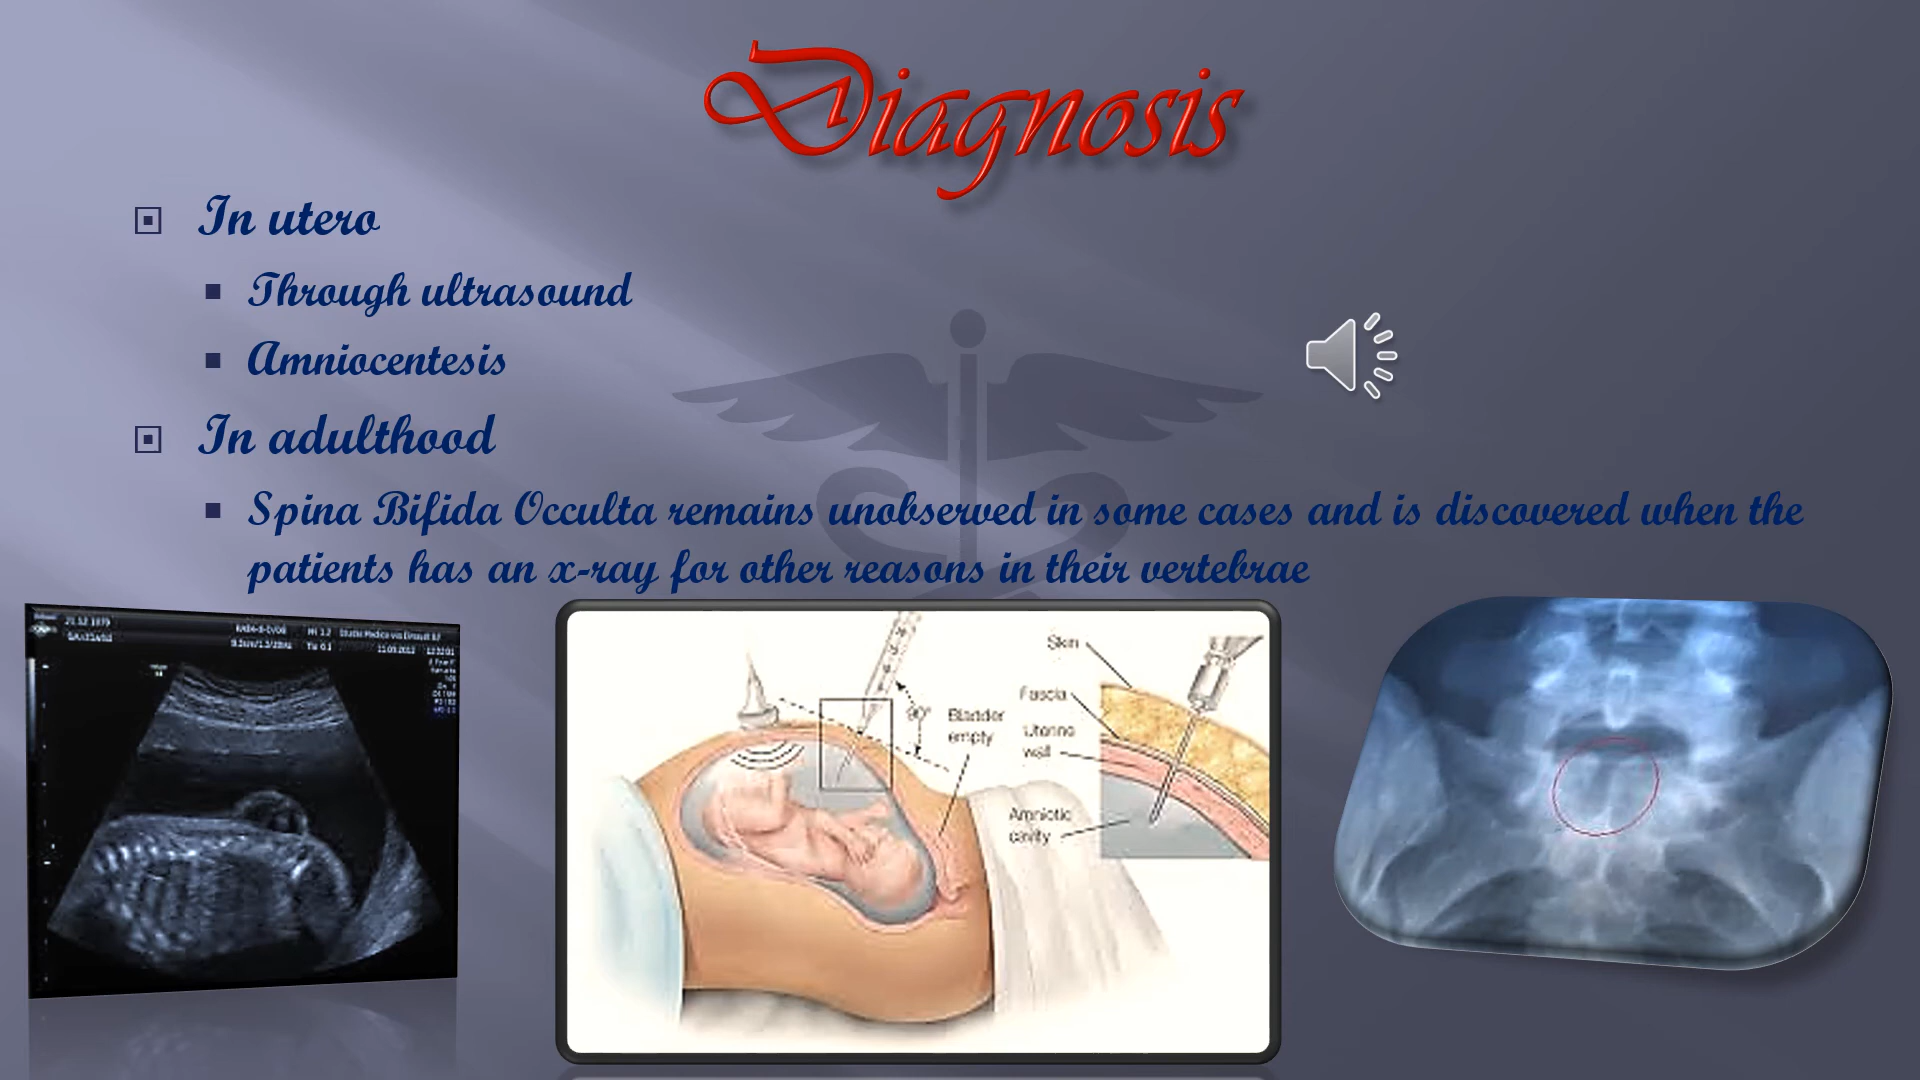 Diagnosis
In utero
Through ultrasound
Amniocentesis
In adulthood
Spina Bifida Occulta remains unobserved in some cases and is discovered when the
patients has an x-ray for other reasons in their vertebrae
Skin
Fascia
Uterine
wall
Bladder
empty
90°
Amniotic
cavity